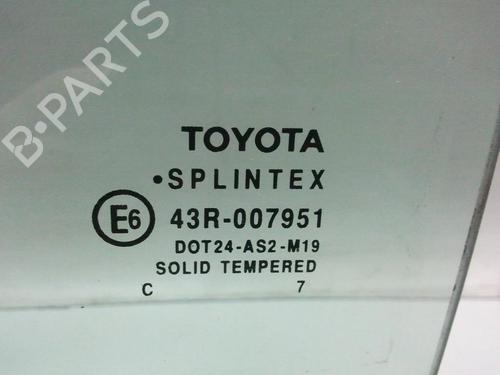 B-PARTS
TOYOTA
•SPLINTEX
E6 43R-007951
DOT24-AS2-M19
SOLID TEMPERED
C 7